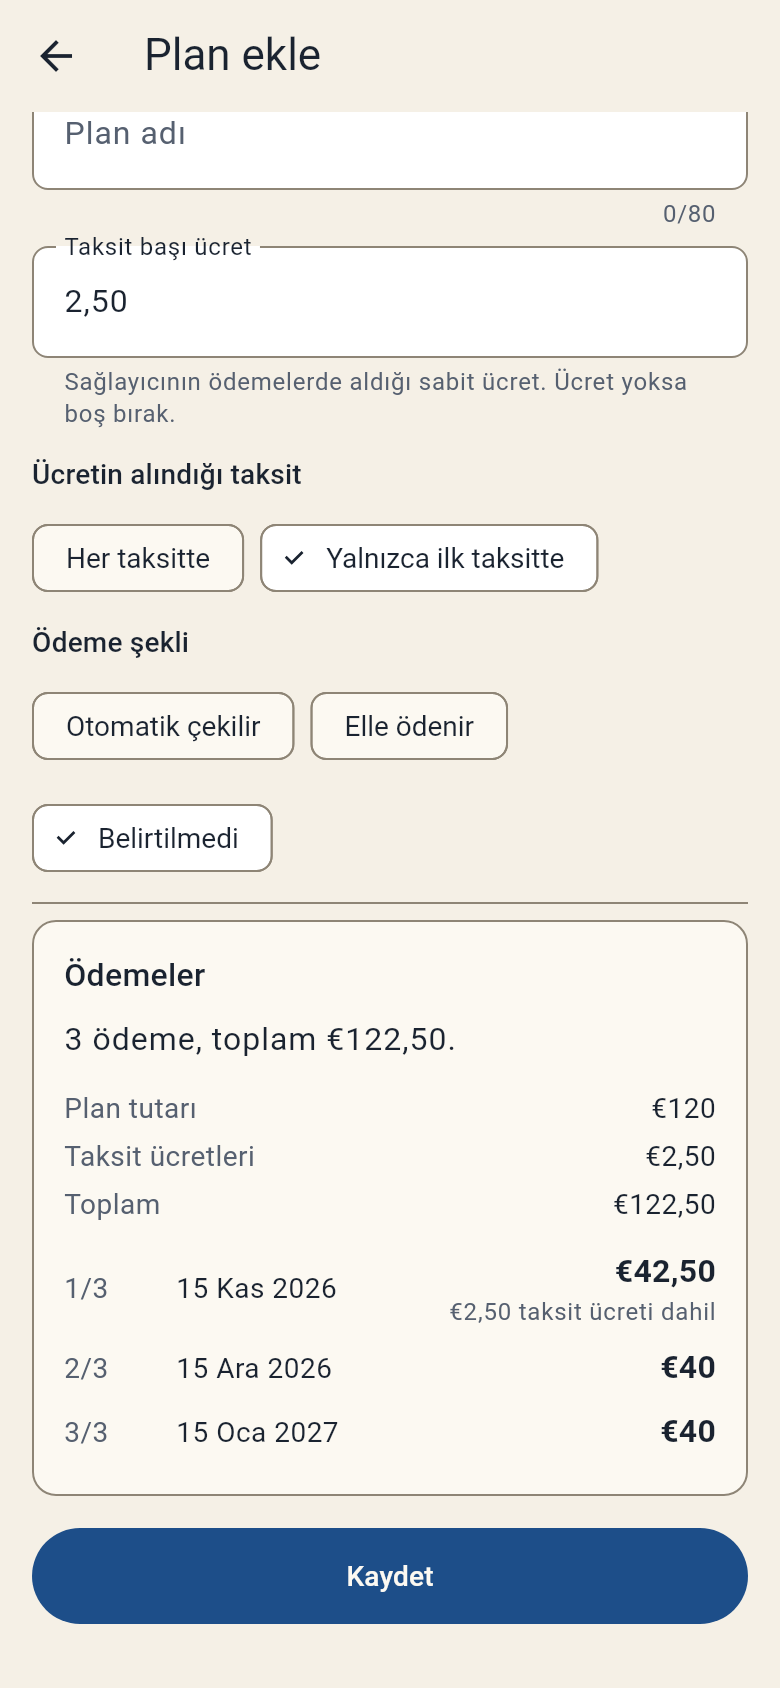 Plan ekle
Plan adı
0/80
Taksit başı ücret
2,50
Sağlayıcının ödemelerde aldığı sabit ücret. Ücret yoksa
boş bırak.
Ücretin alındığı taksit
Her taksitte
Yalnızca ilk taksitte
Ödeme şekli
Otomatik çekilir
Elle ödenir
Belirtilmedi
Ödemeler
3 ödeme, toplam €122,50.
Plan tutarı €120
Taksit ücretleri €2,50
Toplam €122,50
1/3 15 Kas 2026 €42,50
€2,50 taksit ücreti dahil
2/3 15 Ara 2026 €40
3/3 15 Oca 2027 €40
Kaydet